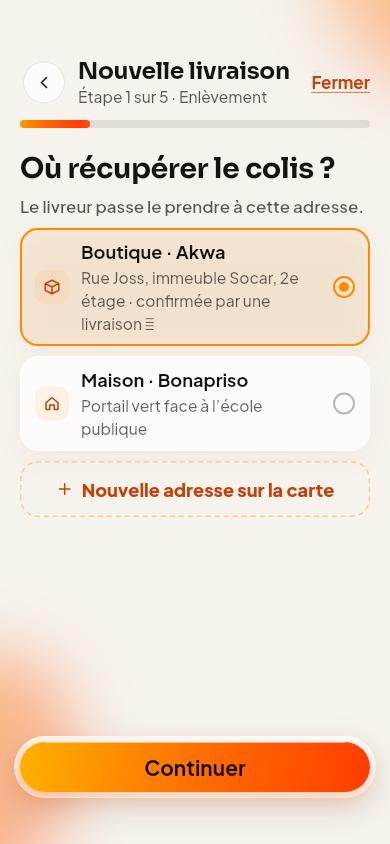 Nouvelle livraison
Étape 1 sur 5 · Enlèvement
Fermer
Où récupérer le colis ?
Le livreur passe le prendre à cette adresse.
Boutique · Akwa
Rue Joss, immeuble Socar, 2e
étage · confirmée par une
livraison
Maison · Bonapriso
Portail vert face à l’école
publique
+ Nouvelle adresse sur la carte
Continuer